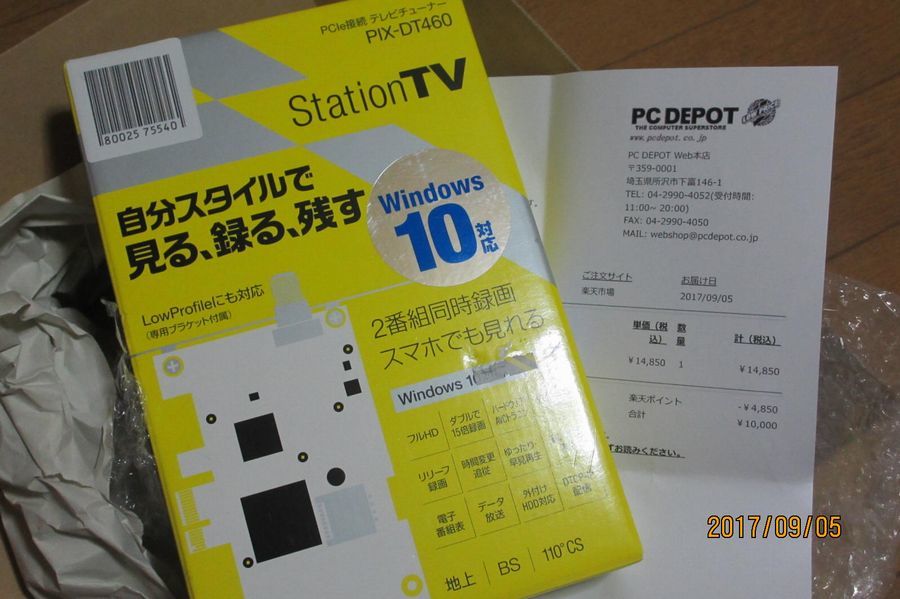 PCIe接続 テレビチューナー
PIX-DT460
StationTV
80025 75540
自分スタイルで
見る、録る、残す
Windows
10対応
LowProfileにも対応
(専用ブラケット付属)
2番組同時録画
スマホでも見れる
Windows 10
フルHD
ダブルで
15倍録画
リリーフ
録画
時間変更
追従
ゆったり・
早見再生
電子
番組表
データ
放送
外付け
HDD対応
配信
地上 BS 110°CS
PC DEPOT
THE COMPUTER SUPERSTORE
www.pcdepot.co.jp
PC DEPOT Web本店
〒359-0001
埼玉県所沢市下富146-1
TEL: 04-2990-4052(受付時間:
11:00~ 20:00)
FAX: 04-2990-4050
MAIL: webshop@pcdepot.co.jp
ご注文サイト お届け日
楽天市場 2017/09/05
単価(税込) 数量 計(税込)
¥14,850 1 ¥14,850
楽天ポイント -¥4,850
合計 ¥10,000
お読みください。
2017/09/05